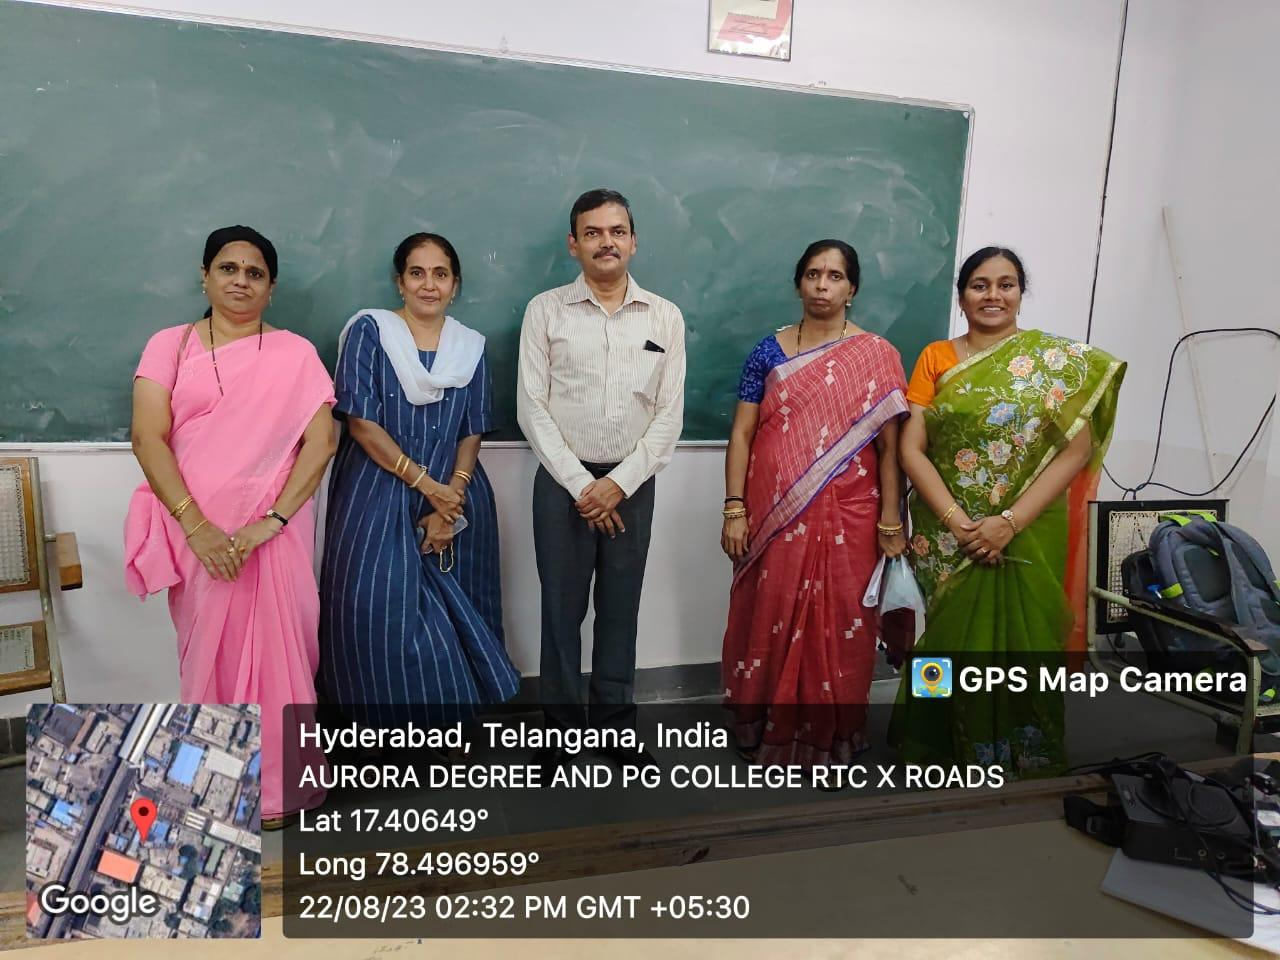 GPS Map Camera
Hyderabad, Telangana, India
AURORA DEGREE AND PG COLLEGE RTC X ROADS
Lat 17.40649°
Long 78.496959°
22/08/23 02:32 PM GMT +05:30
Google